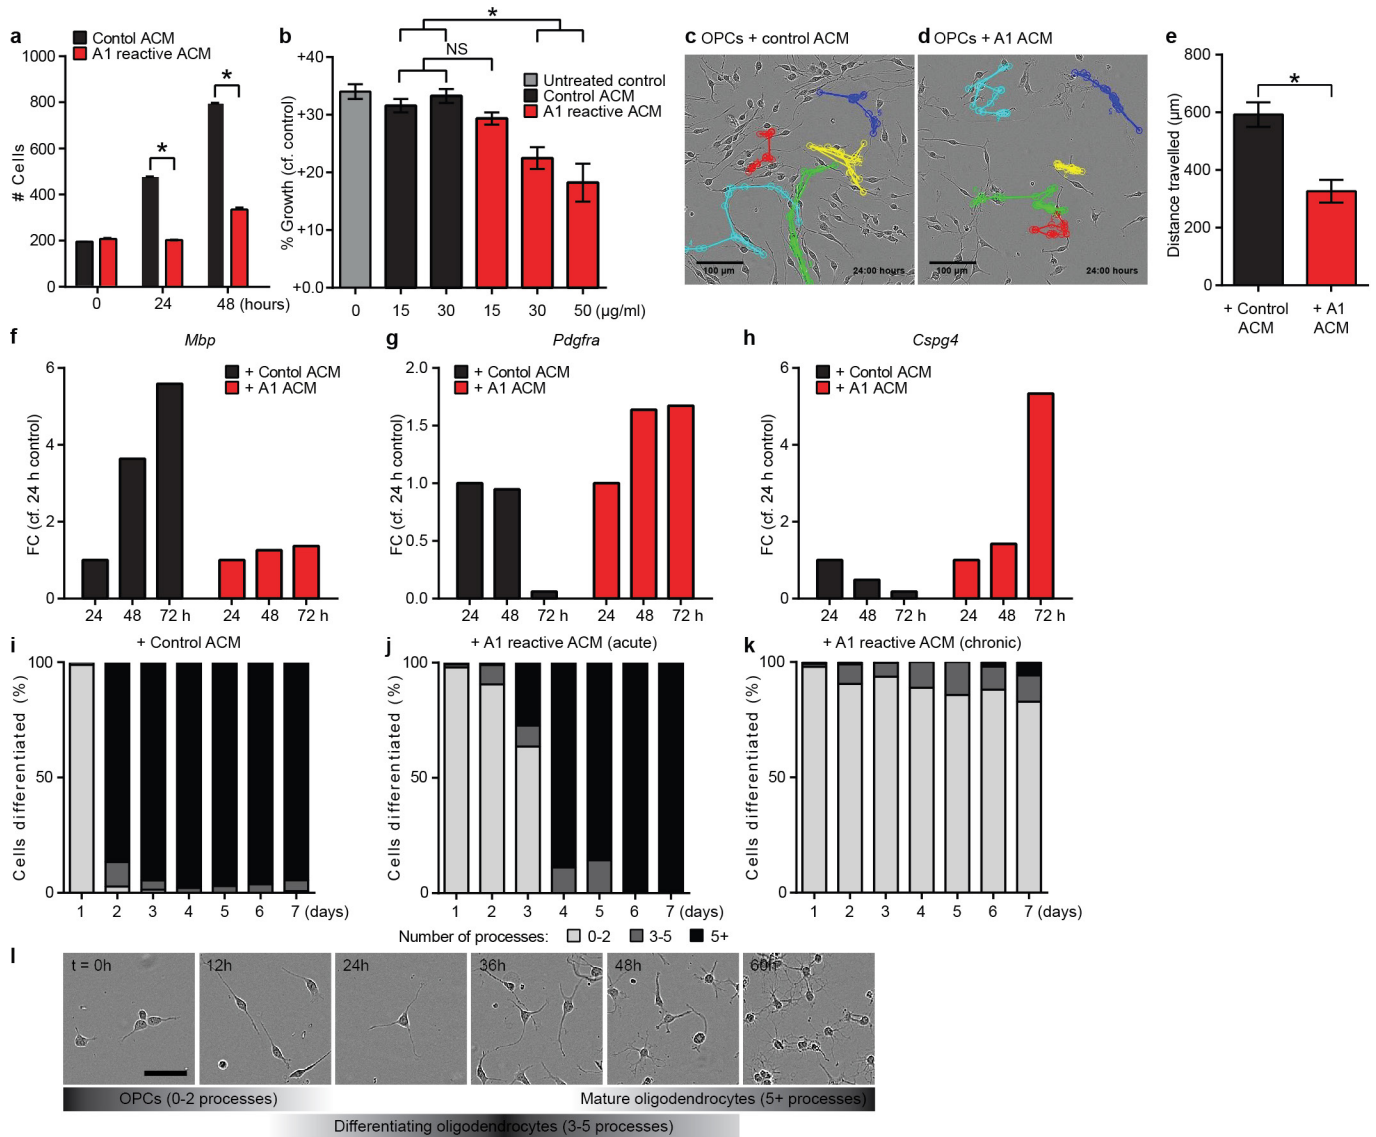 a
Contol ACM
A1 reactive ACM
1000
800
600
400
200
0
# Cells
*
*
0 24 48 (hours)
b
*
NS
Untreated control
Control ACM
A1 reactive ACM
+40
+30
+20
+10
+0.0
% Growth (cf. control)
0 15 30 15 30 50 (µg/ml)
c OPCs + control ACM
100 µm
24:00 hours
d OPCs + A1 ACM
100 µm
24:00 hours
e
800
600
400
200
0
Distance travelled (µm)
*
+ Control ACM
+ A1 ACM
f
Mbp
+ Contol ACM
+ A1 ACM
6
4
2
0
FC (cf. 24 h control)
24 48 72 h 24 48 72 h
g
Pdgfra
+ Contol ACM
+ A1 ACM
2.0
1.5
1.0
0.5
0.0
FC (cf. 24 h control)
24 48 72 h 24 48 72 h
h
Cspg4
+ Contol ACM
+ A1 ACM
6
4
2
0
FC (cf. 24 h control)
24 48 72 h 24 48 72 h
i
+ Control ACM
100
50
0
Cells differentiated (%)
1 2 3 4 5 6 7 (days)
j
+ A1 reactive ACM (acute)
100
50
0
Cells differentiated (%)
1 2 3 4 5 6 7 (days)
k
+ A1 reactive ACM (chronic)
100
50
0
Cells differentiated (%)
1 2 3 4 5 6 7 (days)
Number of processes: 0-2 3-5 5+
l
t = 0h
12h
24h
36h
48h
60h
OPCs (0-2 processes)
Mature oligodendrocytes (5+ processes)
Differentiating oligodendrocytes (3-5 processes)